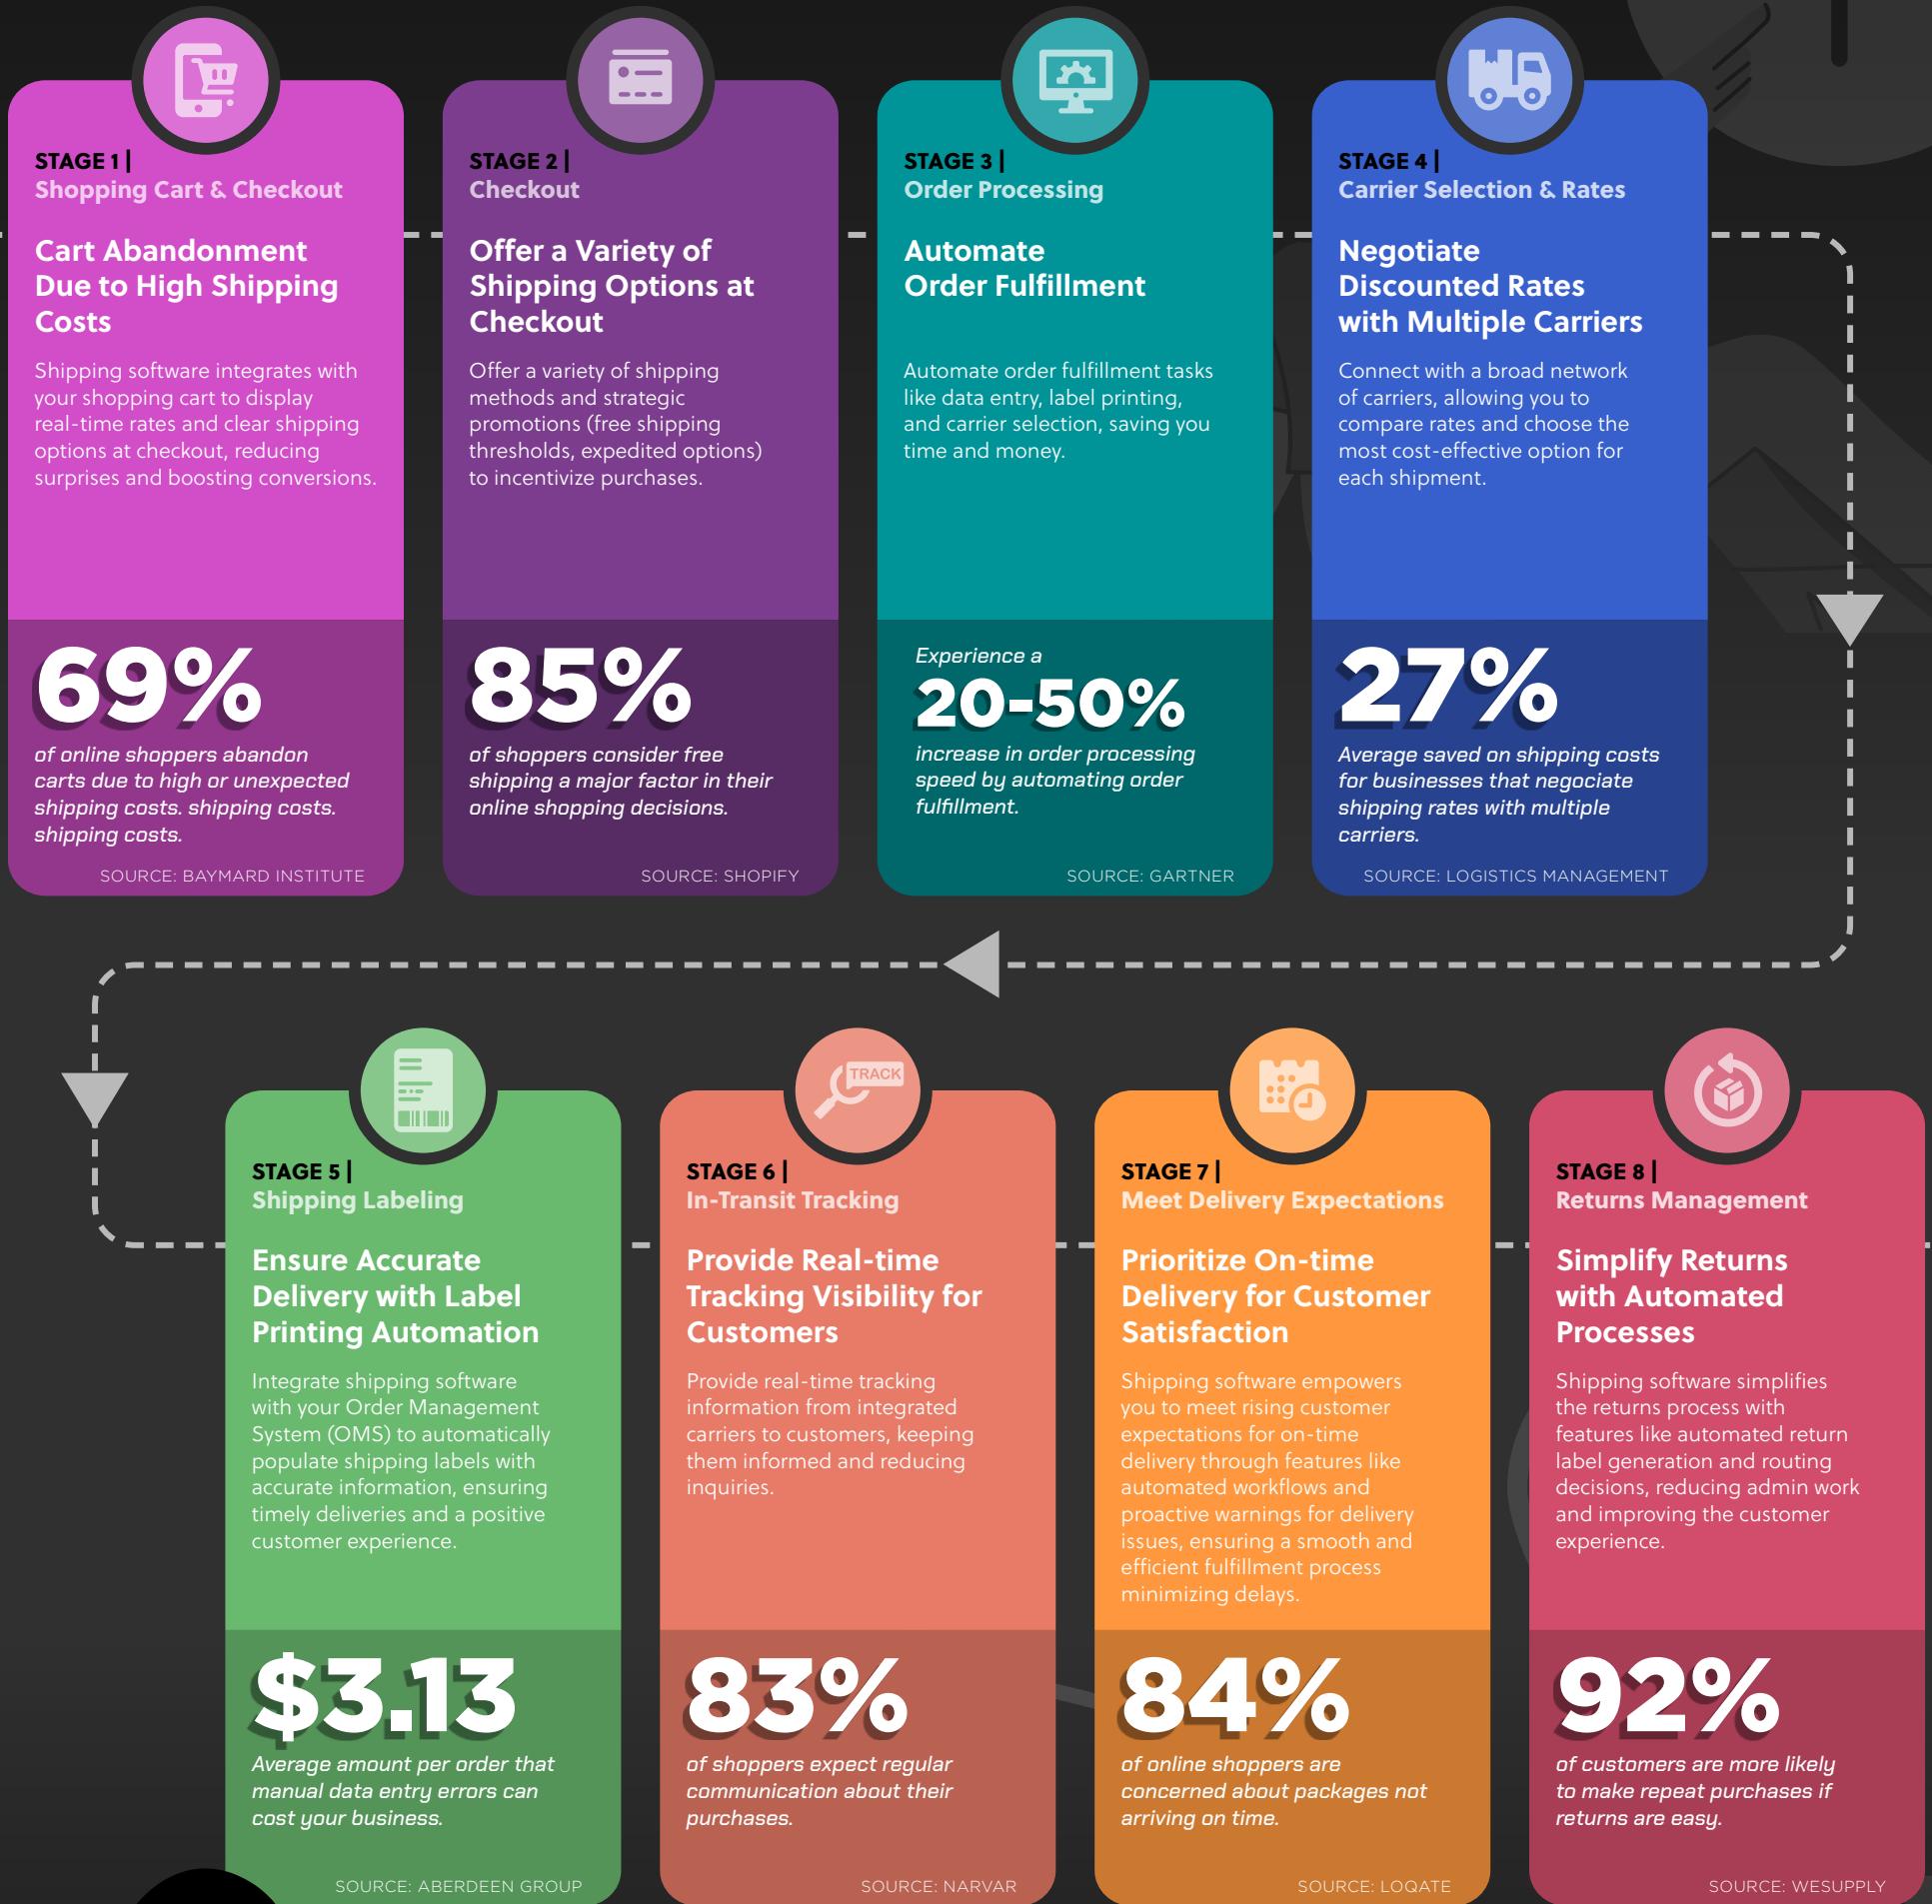 STAGE 1 |
Shopping Cart & Checkout
Cart Abandonment
Due to High Shipping
Costs
Shipping software integrates with
your shopping cart to display
real-time rates and clear shipping
options at checkout, reducing
surprises and boosting conversions.
69%
of online shoppers abandon
carts due to high or unexpected
shipping costs. shipping costs.
shipping costs.
SOURCE: BAYMARD INSTITUTE
STAGE 2 |
Checkout
Offer a Variety of
Shipping Options at
Checkout
Offer a variety of shipping
methods and strategic
promotions (free shipping
thresholds, expedited options)
to incentivize purchases.
85%
of shoppers consider free
shipping a major factor in their
online shopping decisions.
SOURCE: SHOPIFY
STAGE 3 |
Order Processing
Automate
Order Fulfillment
Automate order fulfillment tasks
like data entry, label printing,
and carrier selection, saving you
time and money.
Experience a
20-50%
increase in order processing
speed by automating order
fulfillment.
SOURCE: GARTNER
STAGE 4 |
Carrier Selection & Rates
Negotiate
Discounted Rates
with Multiple Carriers
Connect with a broad network
of carriers, allowing you to
compare rates and choose the
most cost-effective option for
each shipment.
27%
Average saved on shipping costs
for businesses that negociate
shipping rates with multiple
carriers.
SOURCE: LOGISTICS MANAGEMENT
STAGE 5 |
Shipping Labeling
Ensure Accurate
Delivery with Label
Printing Automation
Integrate shipping software
with your Order Management
System (OMS) to automatically
populate shipping labels with
accurate information, ensuring
timely deliveries and a positive
customer experience.
$3.13
Average amount per order that
manual data entry errors can
cost your business.
SOURCE: ABERDEEN GROUP
TRACK
STAGE 6 |
In-Transit Tracking
Provide Real-time
Tracking Visibility for
Customers
Provide real-time tracking
information from integrated
carriers to customers, keeping
them informed and reducing
inquiries.
83%
of shoppers expect regular
communication about their
purchases.
SOURCE: NARVAR
STAGE 7 |
Meet Delivery Expectations
Prioritize On-time
Delivery for Customer
Satisfaction
Shipping software empowers
you to meet rising customer
expectations for on-time
delivery through features like
automated workflows and
proactive warnings for delivery
issues, ensuring a smooth and
efficient fulfillment process
minimizing delays.
84%
of online shoppers are
concerned about packages not
arriving on time.
SOURCE: LOQATE
STAGE 8 |
Returns Management
Simplify Returns
with Automated
Processes
Shipping software simplifies
the returns process with
features like automated return
label generation and routing
decisions, reducing admin work
and improving the customer
experience.
92%
of customers are more likely
to make repeat purchases if
returns are easy.
SOURCE: WESUPPLY